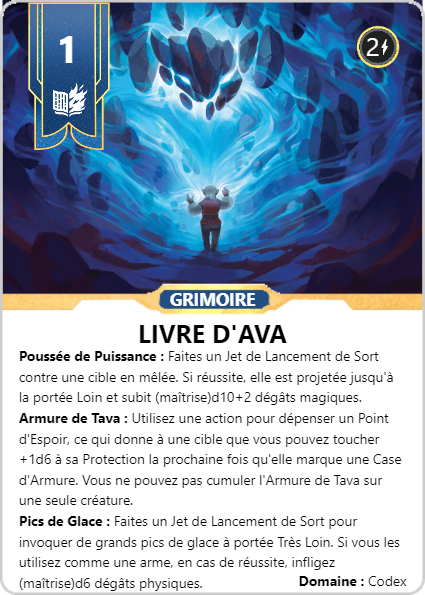 1
2
GRIMOIRE
LIVRE D'AVA
Poussée de Puissance : Faites un Jet de Lancement de Sort
contre une cible en mêlée. Si réussite, elle est projetée jusqu'à
la portée Loin et subit (maîtrise)d10+2 dégâts magiques.
Armure de Tava : Utilisez une action pour dépenser un Point
d'Espoir, ce qui donne à une cible que vous pouvez toucher
+1d6 à sa Protection la prochaine fois qu'elle marque une Case
d'Armure. Vous ne pouvez pas cumuler l'Armure de Tava sur
une seule créature.
Pics de Glace : Faites un Jet de Lancement de Sort pour
invoquer de grands pics de glace à portée Très Loin. Si vous les
utilisez comme une arme, en cas de réussite, infligez
(maîtrise)d6 dégâts physiques.
Domaine : Codex